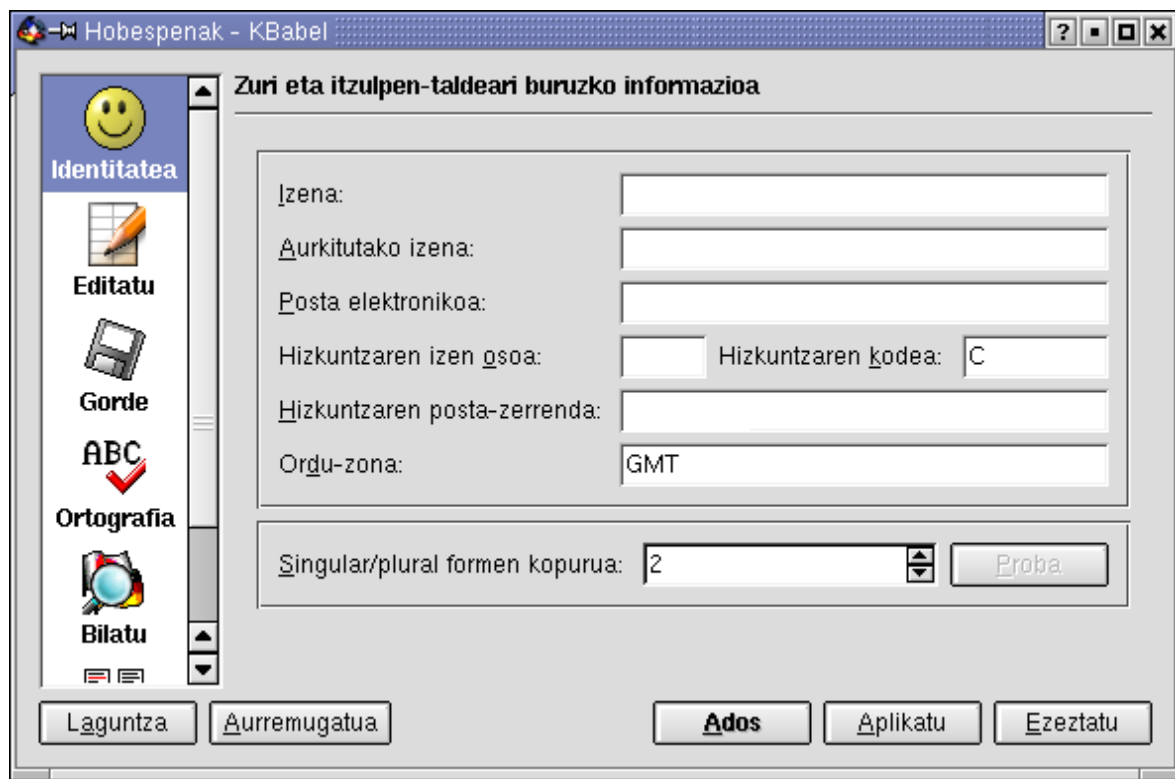 Hobespenak - KBabel
Identitatea
Editatu
Gorde
ABC
Ortografia
Bilatu
Zuri eta itzulpen-taldeari buruzko informazioa
Izena:
Aurkitutako izena:
Posta elektronikoa:
Hizkuntzaren izen osoa: Hizkuntzaren kodea: C
Hizkuntzaren posta-zerrenda:
Ordu-zona: GMT
Singular/plural formen kopurua: 2 Proba
Laguntza Aurremugatua Ados Aplikatu Ezeztatu